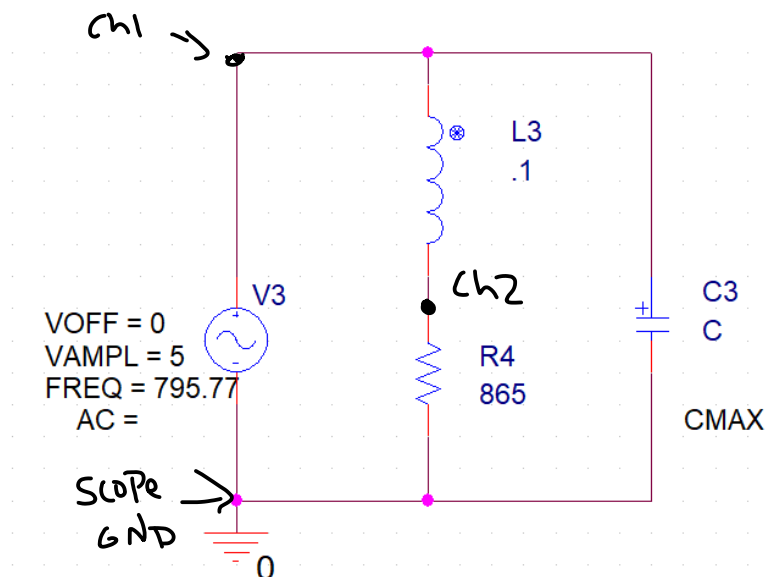 Ch1
L3
.1
Ch2
V3
VOFF = 0
VAMPL = 5
FREQ = 795.77
AC =
+
-
R4
865
+
C3
C
CMAX
SCOPE
GND
0